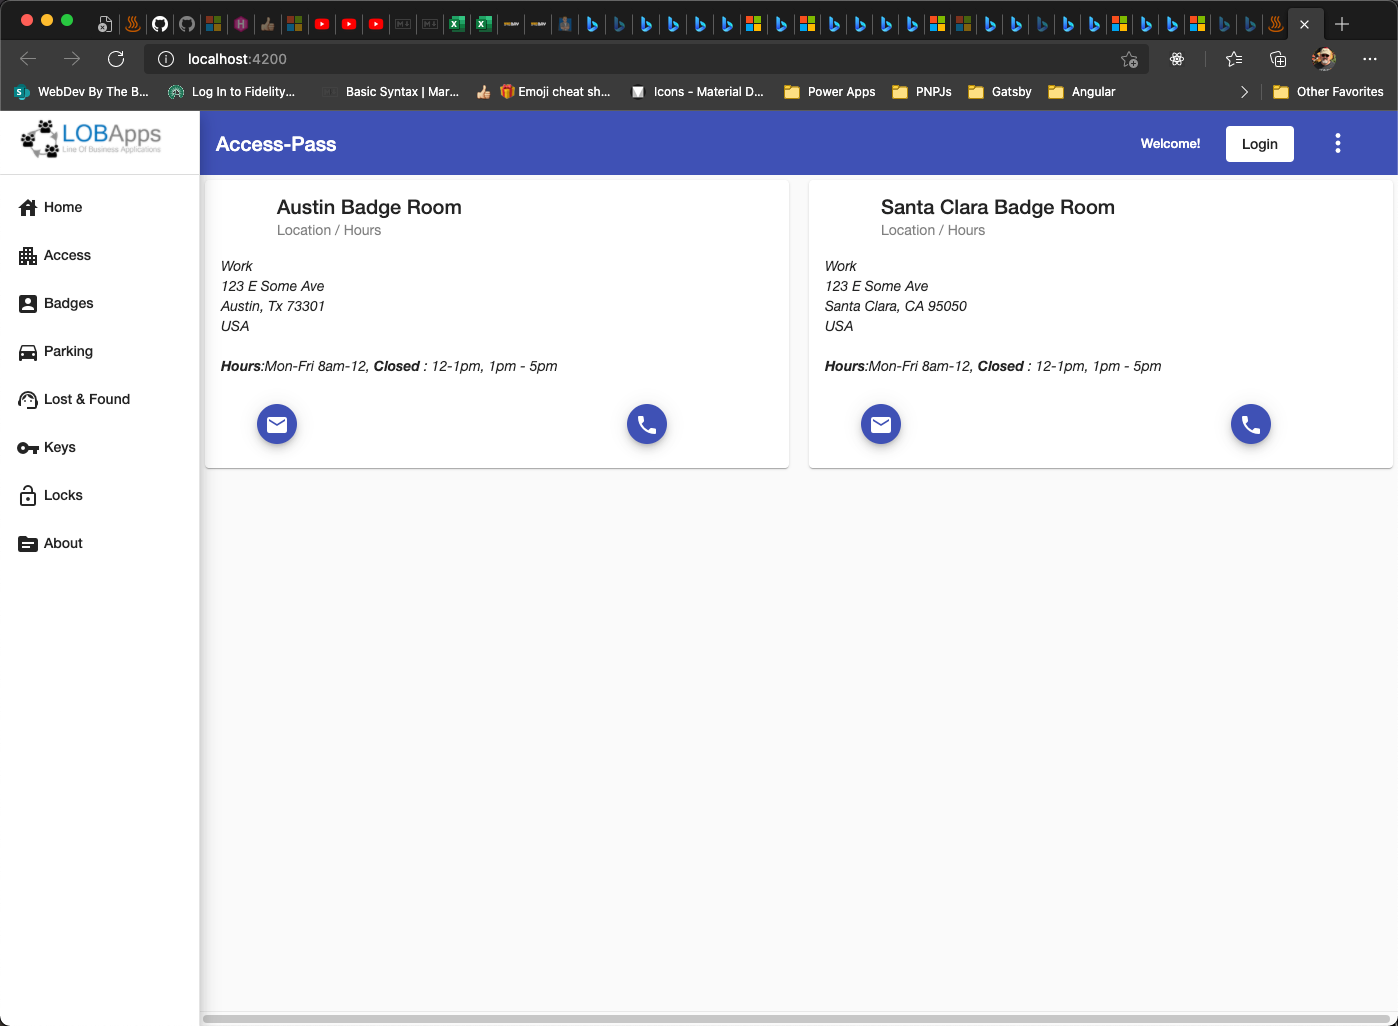 localhost:4200
WebDev By The B...
Log In to Fidelity...
Basic Syntax | Mar...
Emoji cheat sh...
Icons - Material D...
Power Apps
PNPJs
Gatsby
Angular
Other Favorites
LOBApps
Line Of Business Applications
Access-Pass
Welcome!
Login
Home
Access
Badges
Parking
Lost & Found
Keys
Locks
About
Austin Badge Room
Location / Hours
Work
123 E Some Ave
Austin, Tx 73301
USA
Hours:Mon-Fri 8am-12, Closed : 12-1pm, 1pm - 5pm
Santa Clara Badge Room
Location / Hours
Work
123 E Some Ave
Santa Clara, CA 95050
USA
Hours:Mon-Fri 8am-12, Closed : 12-1pm, 1pm - 5pm